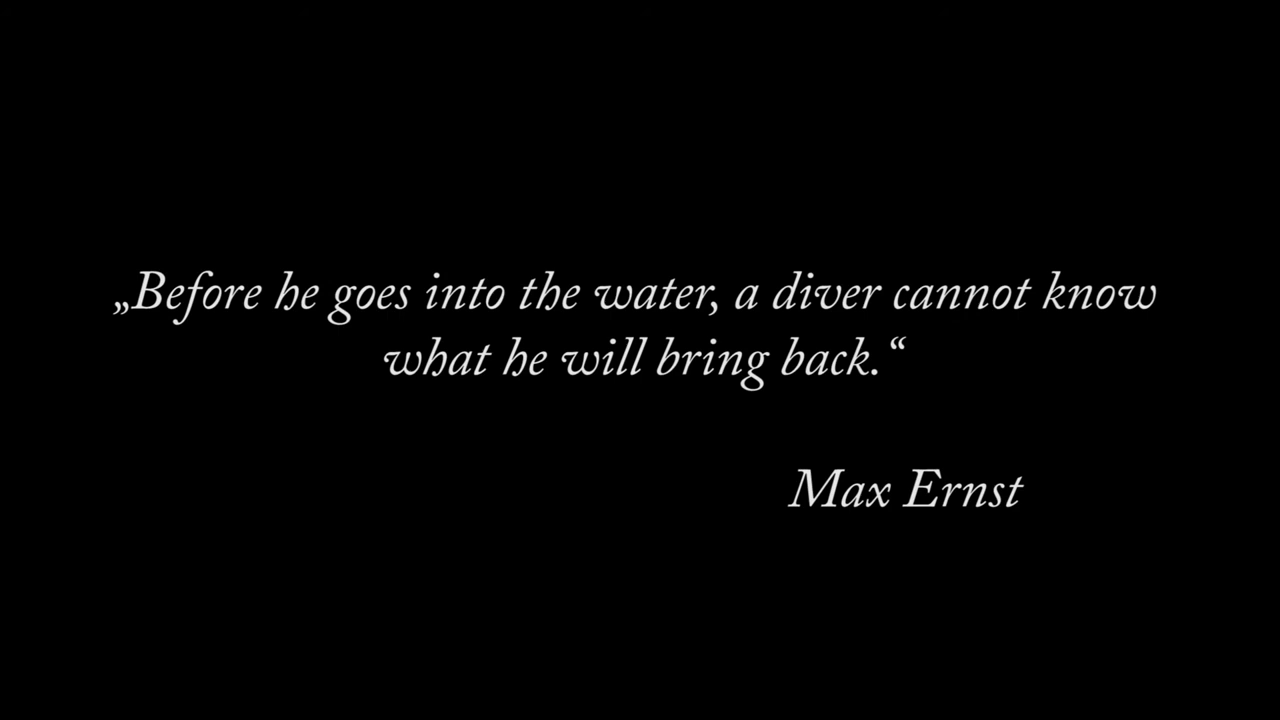 „Before he goes into the water, a diver cannot know
what he will bring back.“
Max Ernst